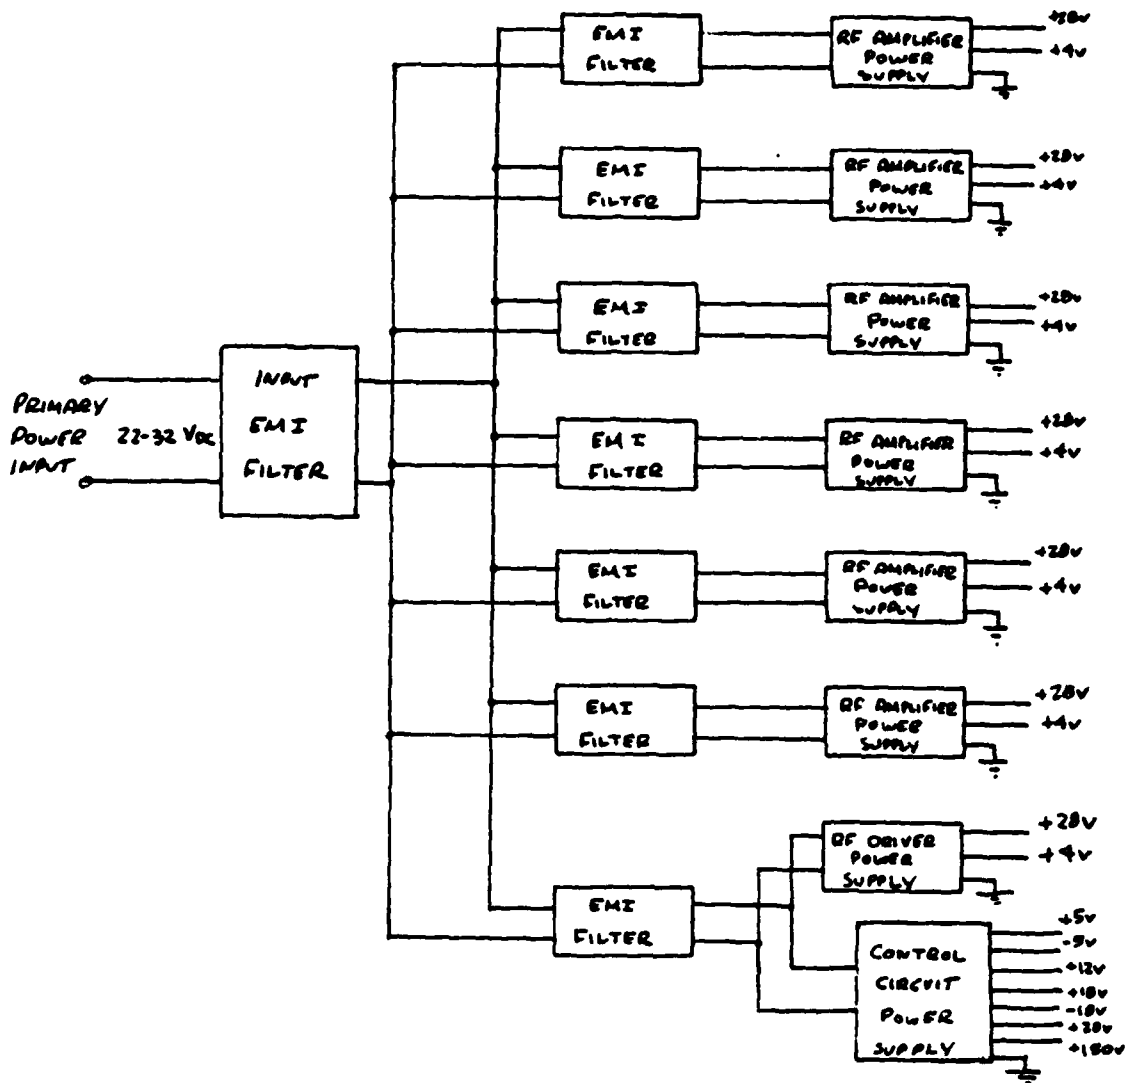 EMI
FILTER
RF AMPLIFIER
POWER
SUPPLY
+28V
+4V
EMI
FILTER
RF AMPLIFIER
POWER
SUPPLY
+28V
+4V
EMI
FILTER
RF AMPLIFIER
POWER
SUPPLY
+28V
+4V
PRIMARY
POWER 22-32 VDC
INPUT
INPUT
EMI
FILTER
EMI
FILTER
RF AMPLIFIER
POWER
SUPPLY
+28V
+4V
EMI
FILTER
RF AMPLIFIER
POWER
SUPPLY
+28V
+4V
EMI
FILTER
RF AMPLIFIER
POWER
SUPPLY
+28V
+4V
EMI
FILTER
RF DRIVER
POWER
SUPPLY
+28V
+4V
CONTROL
CIRCUIT
POWER
SUPPLY
+5V
-5V
+12V
+18V
-18V
+28V
+180V